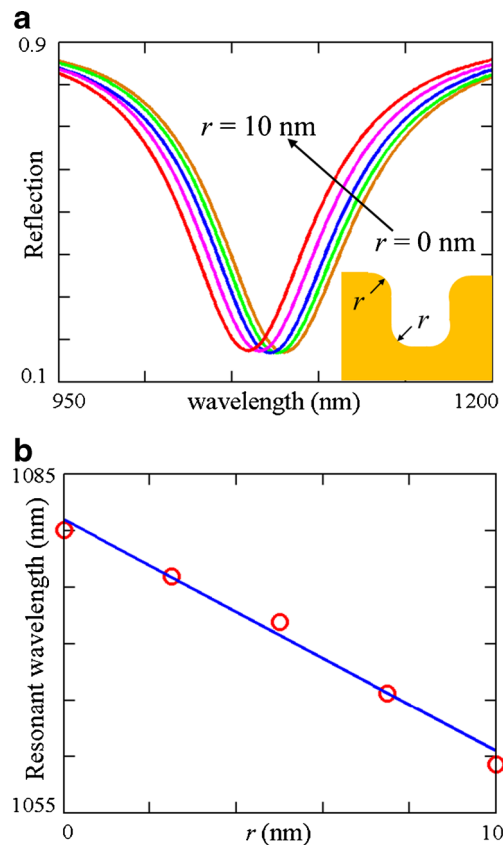 a
0.9
Reflection
r = 10 nm
r = 0 nm
r
r
0.1
950
wavelength (nm)
1200
b
1085
Resonant wavelength (nm)
1055
0
r (nm)
10